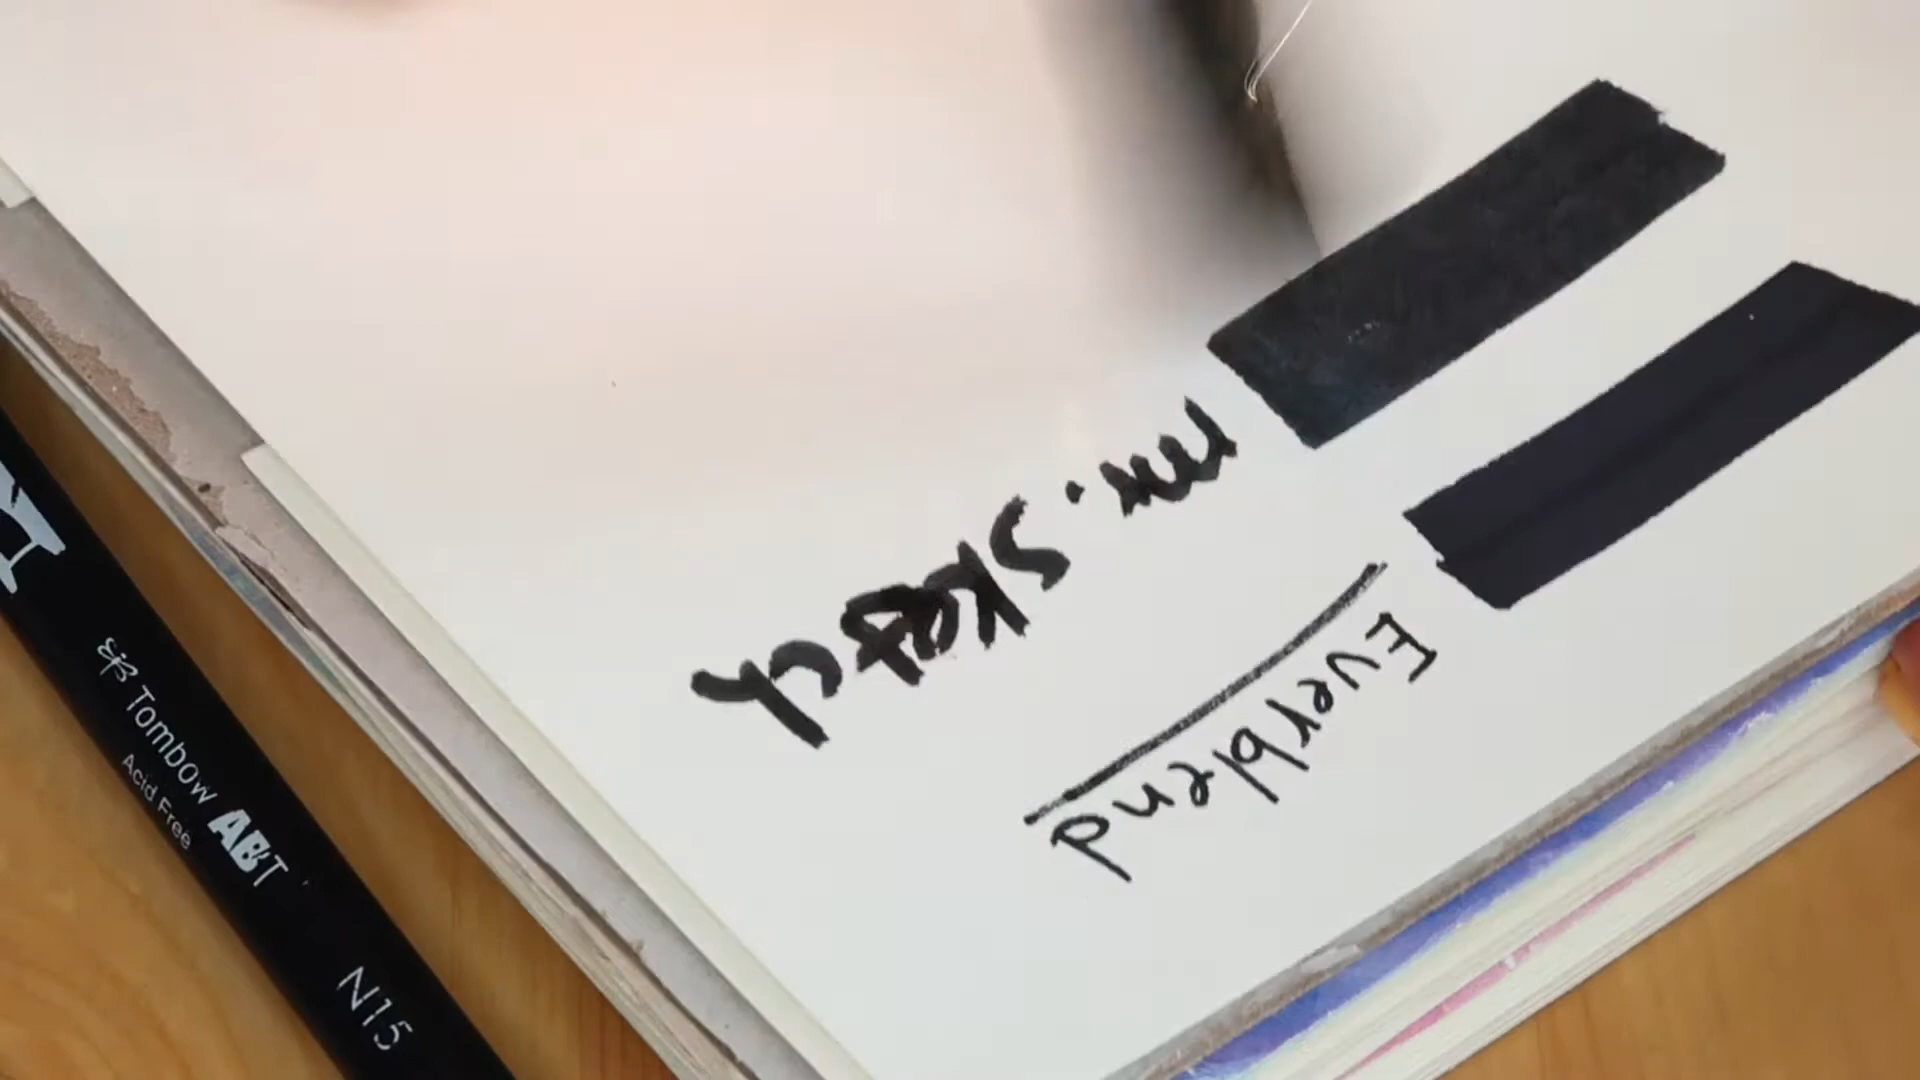 mr. sketch
Everblend
Tombow ABT
Acid Free
N15